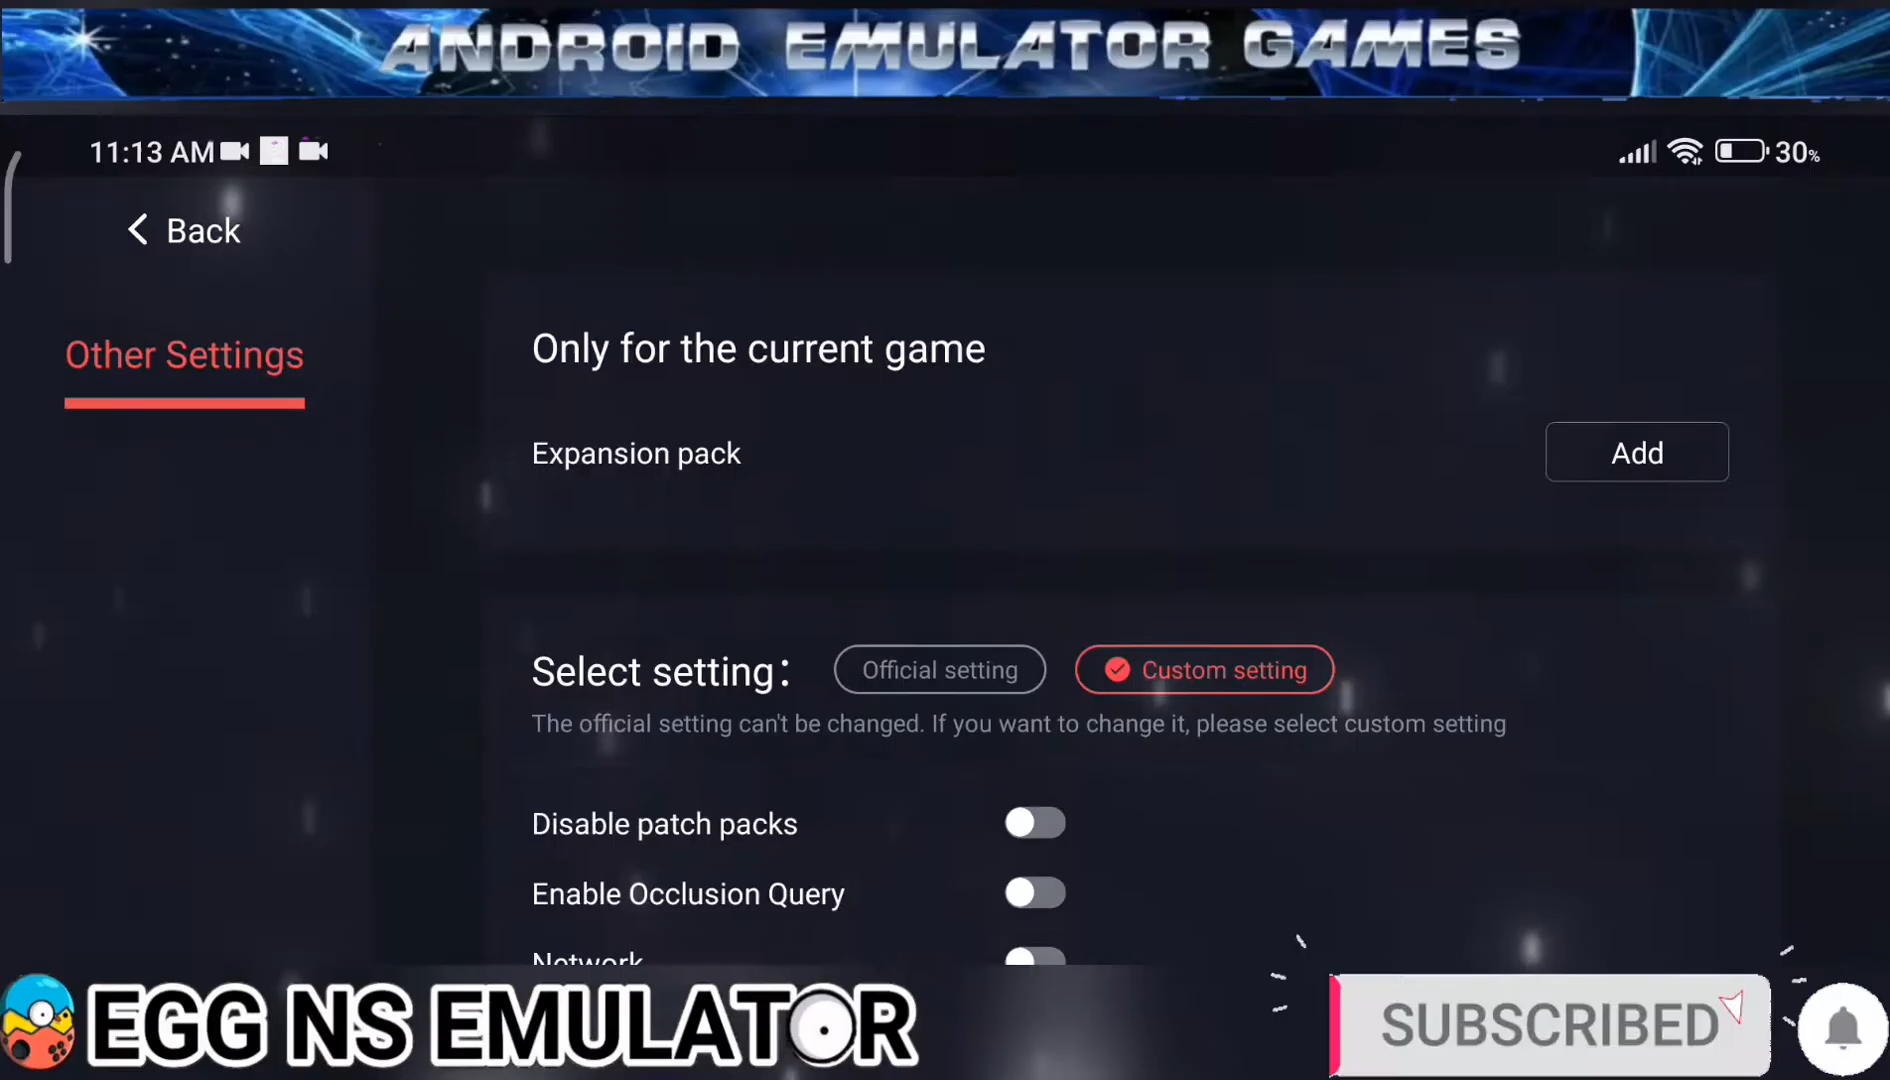 ANDROID EMULATOR GAMES
11:13 AM
30%
Back
Other Settings
Only for the current game
Expansion pack
Add
Select setting:
Official setting
Custom setting
The official setting can't be changed. If you want to change it, please select custom setting
Disable patch packs
Enable Occlusion Query
Network
EGG NS EMULATOR
SUBSCRIBED